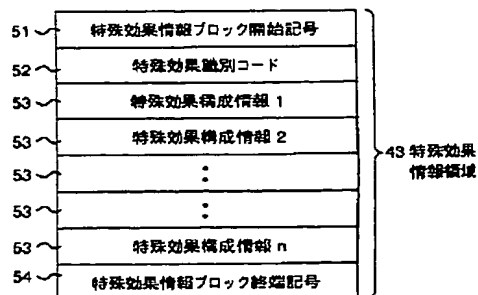 51 特殊効果情報ブロック開始記号
52 特殊効果識別コード
53 特殊効果構成情報 1
53 特殊効果構成情報 2
53 ⋮
53 ⋮
53 特殊効果構成情報 n
54 特殊効果情報ブロック終端記号
43 特殊効果
情報領域